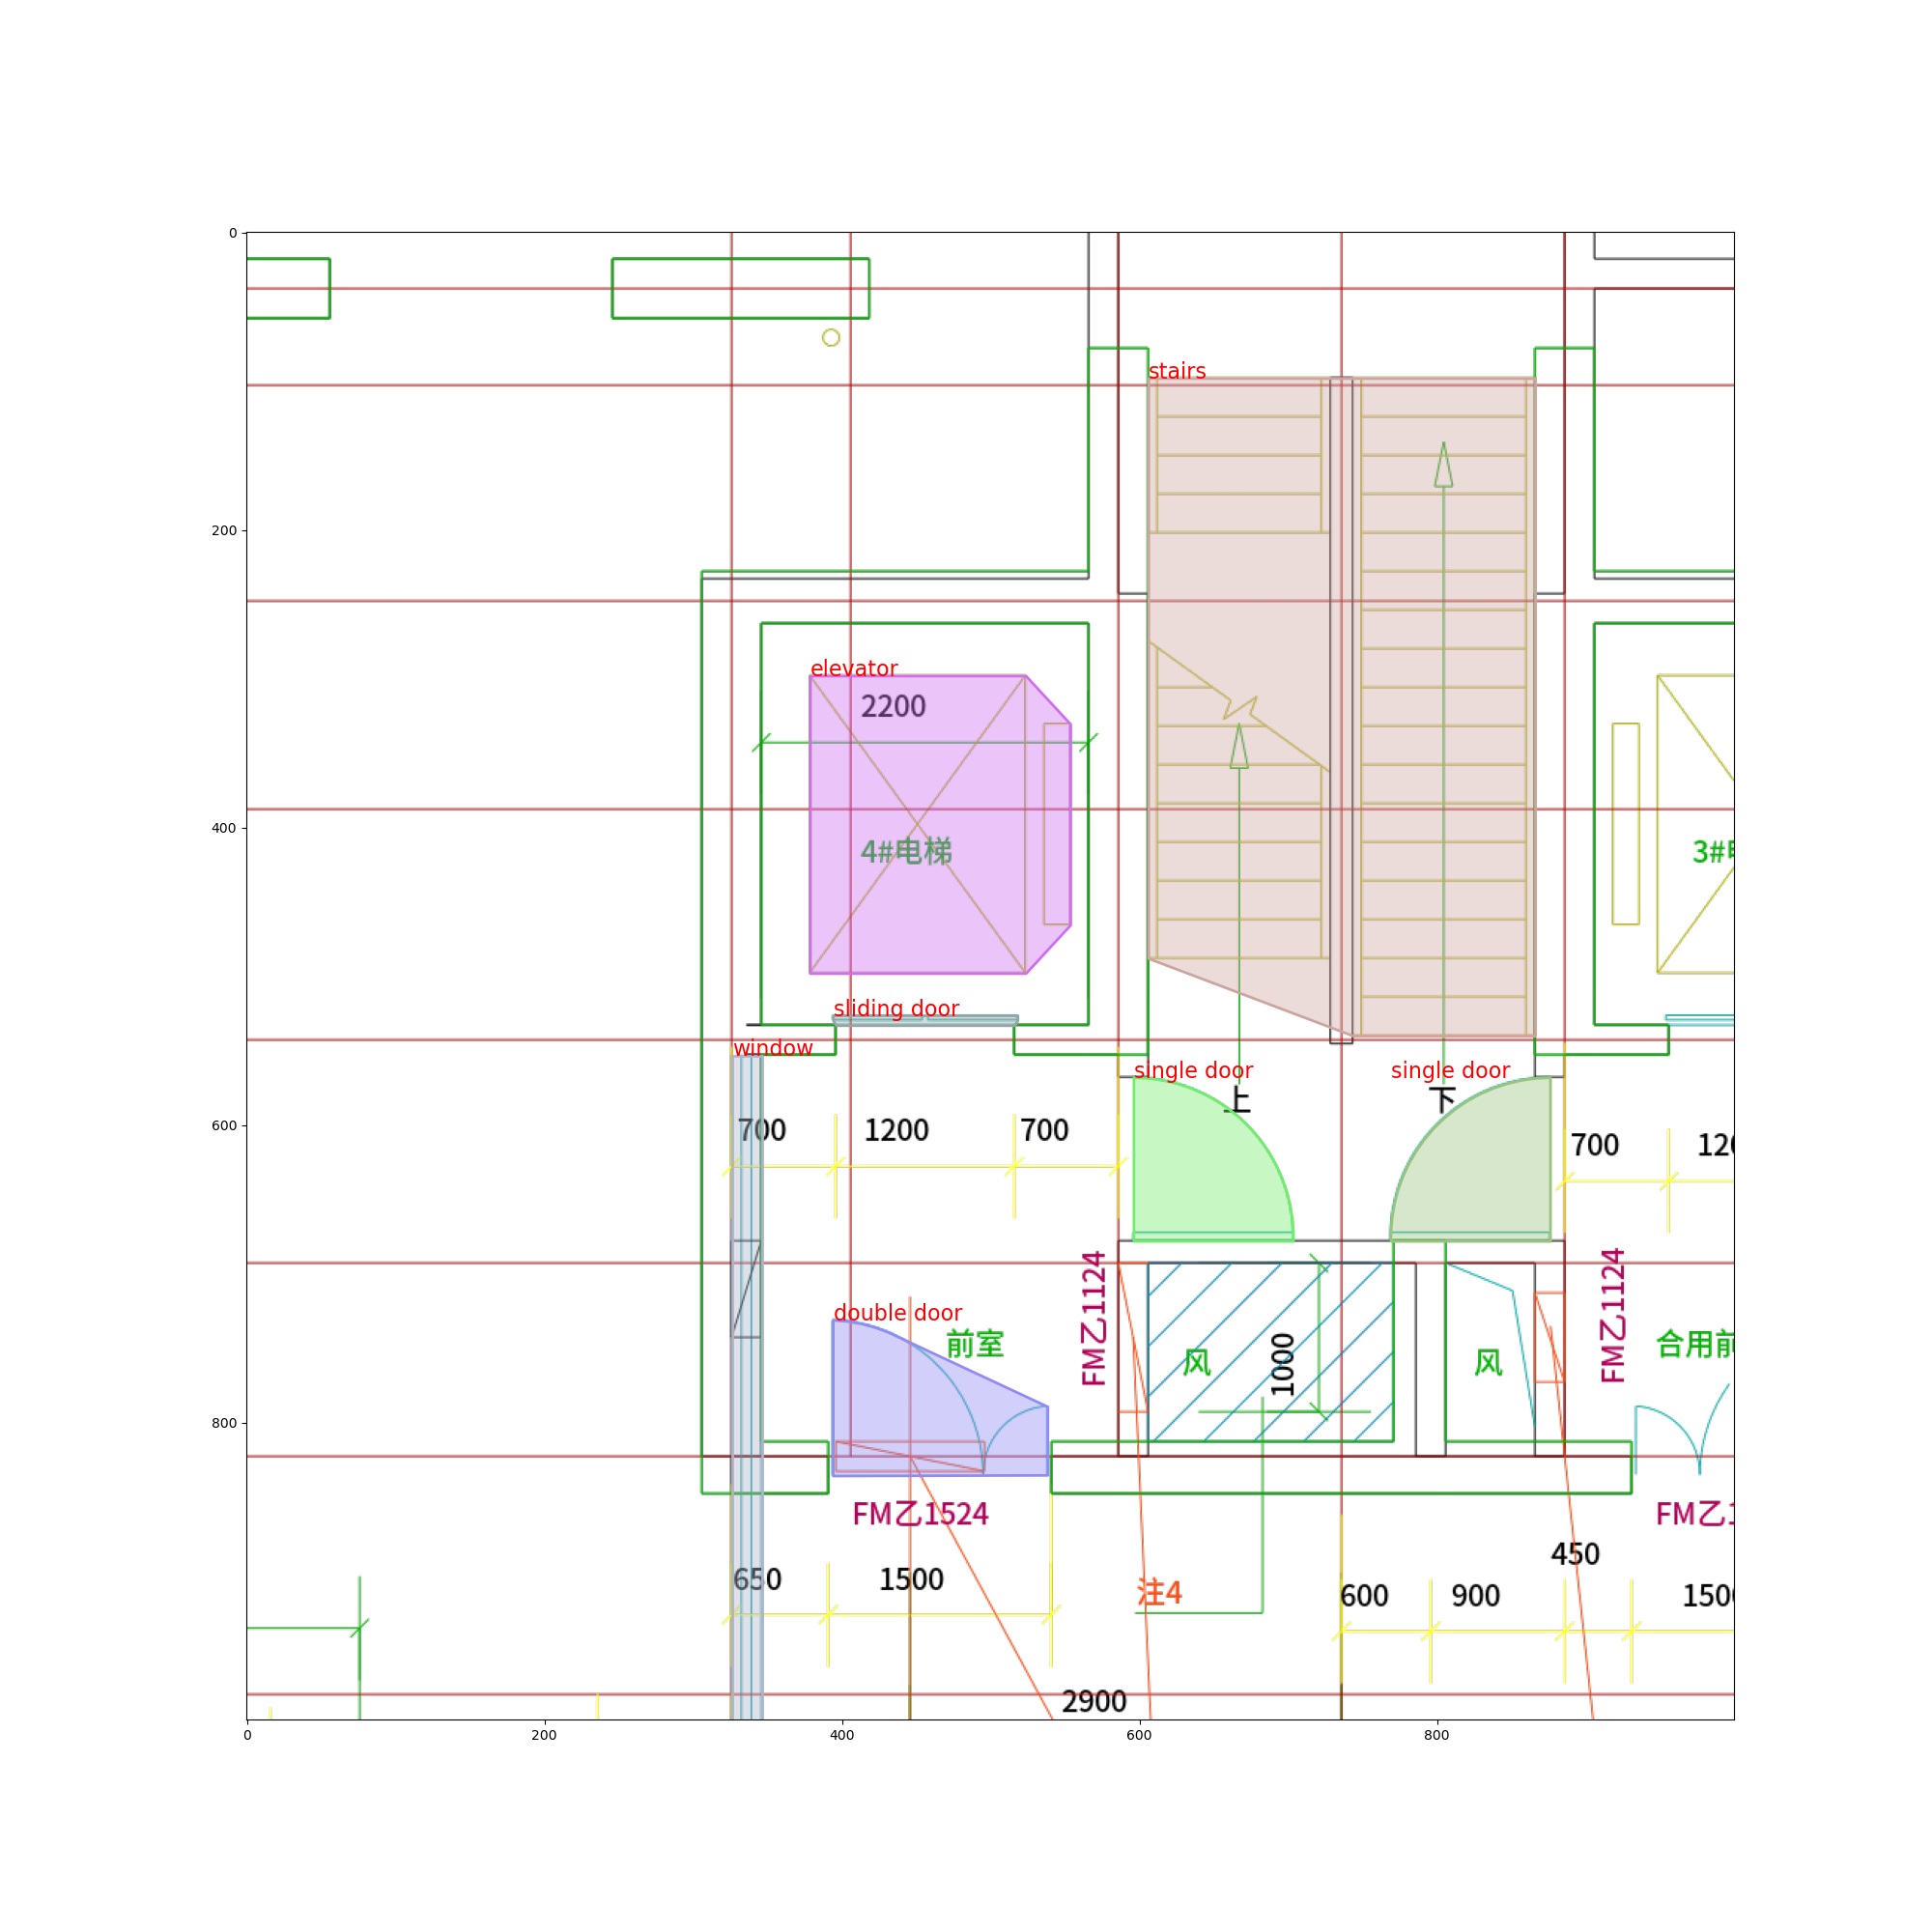 0
stairs
200
elevator
2200
400
4#电梯
3#
sliding door
window
single door
single door
上
下
600
700
1200
700
700
120
FM乙1124
FM乙1124
double door
前室
风
1000
风
合用前
800
FM乙1524
FM乙
450
650
1500
注4
600
900
1500
2900
0
200
400
600
800